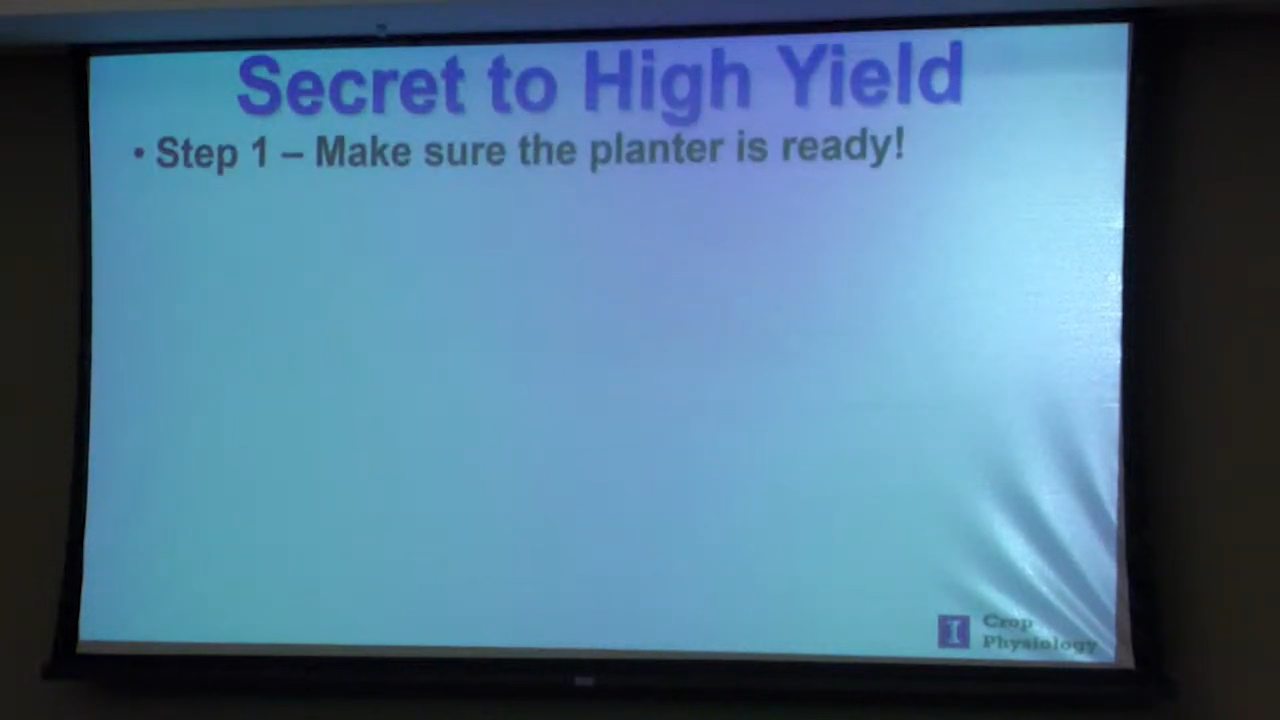 Secret to High Yield
• Step 1 – Make sure the planter is ready!
I Crop
Physiology